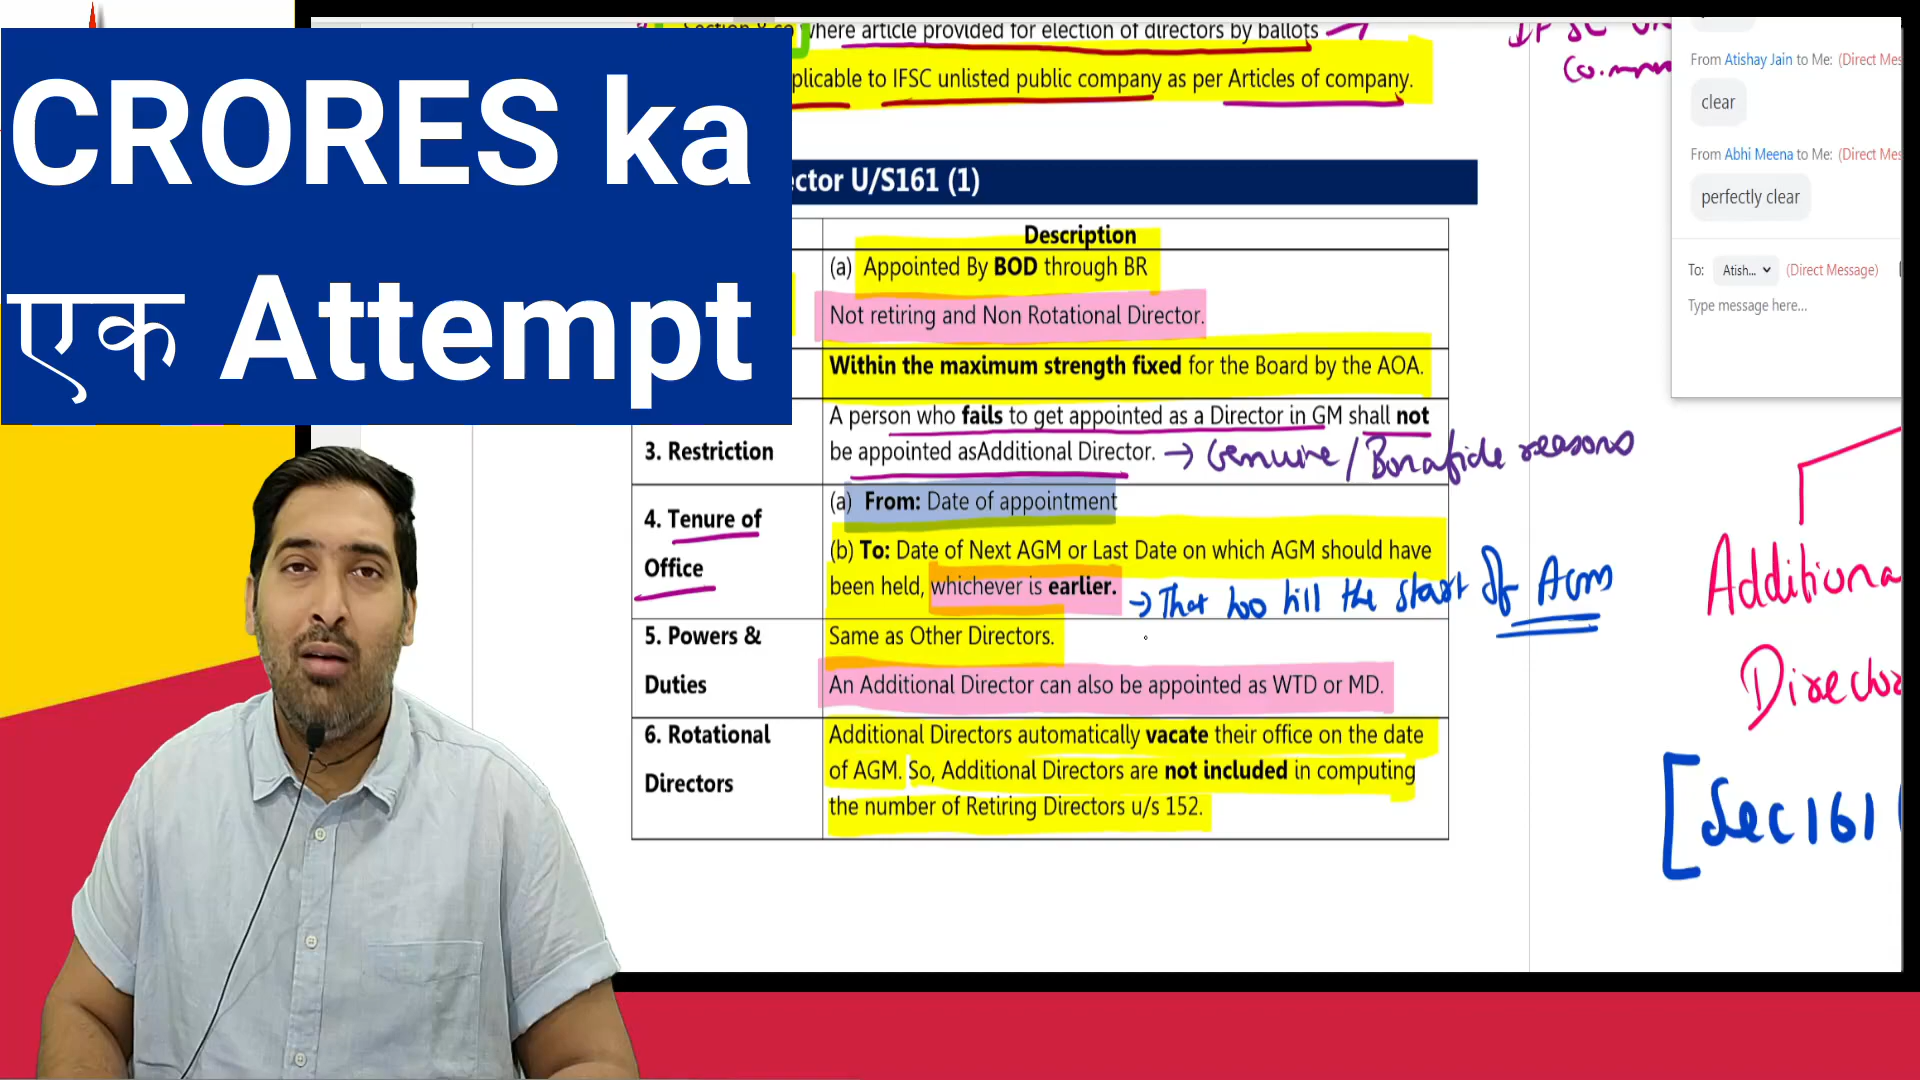 CRORES ka
एक Attempt
where article provided for election of directors by ballots →
plicable to IFSC unlisted public company as per Articles of company.
ctor U/S161 (1)
Description
(a) Appointed By BOD through BR
Not retiring and Non Rotational Director.
Within the maximum strength fixed for the Board by the AOA.
3. Restriction
A person who fails to get appointed as a Director in GM shall not
be appointed asAdditional Director. → Genuine / Bonafide reasons
4. Tenure of
Office
(a) From: Date of appointment
(b) To: Date of Next AGM or Last Date on which AGM should have
been held, whichever is earlier. → That too till the start of AGM
5. Powers &
Duties
Same as Other Directors.
An Additional Director can also be appointed as WTD or MD.
6. Rotational
Directors
Additional Directors automatically vacate their office on the date
of AGM. So, Additional Directors are not included in computing
the number of Retiring Directors u/s 152.
From Atishay Jain to Me: (Direct Mes
clear
From Abhi Meena to Me: (Direct Mes
perfectly clear
To: Atish... (Direct Message)
Type message here...
Additiona
Director
[Sec 161 (